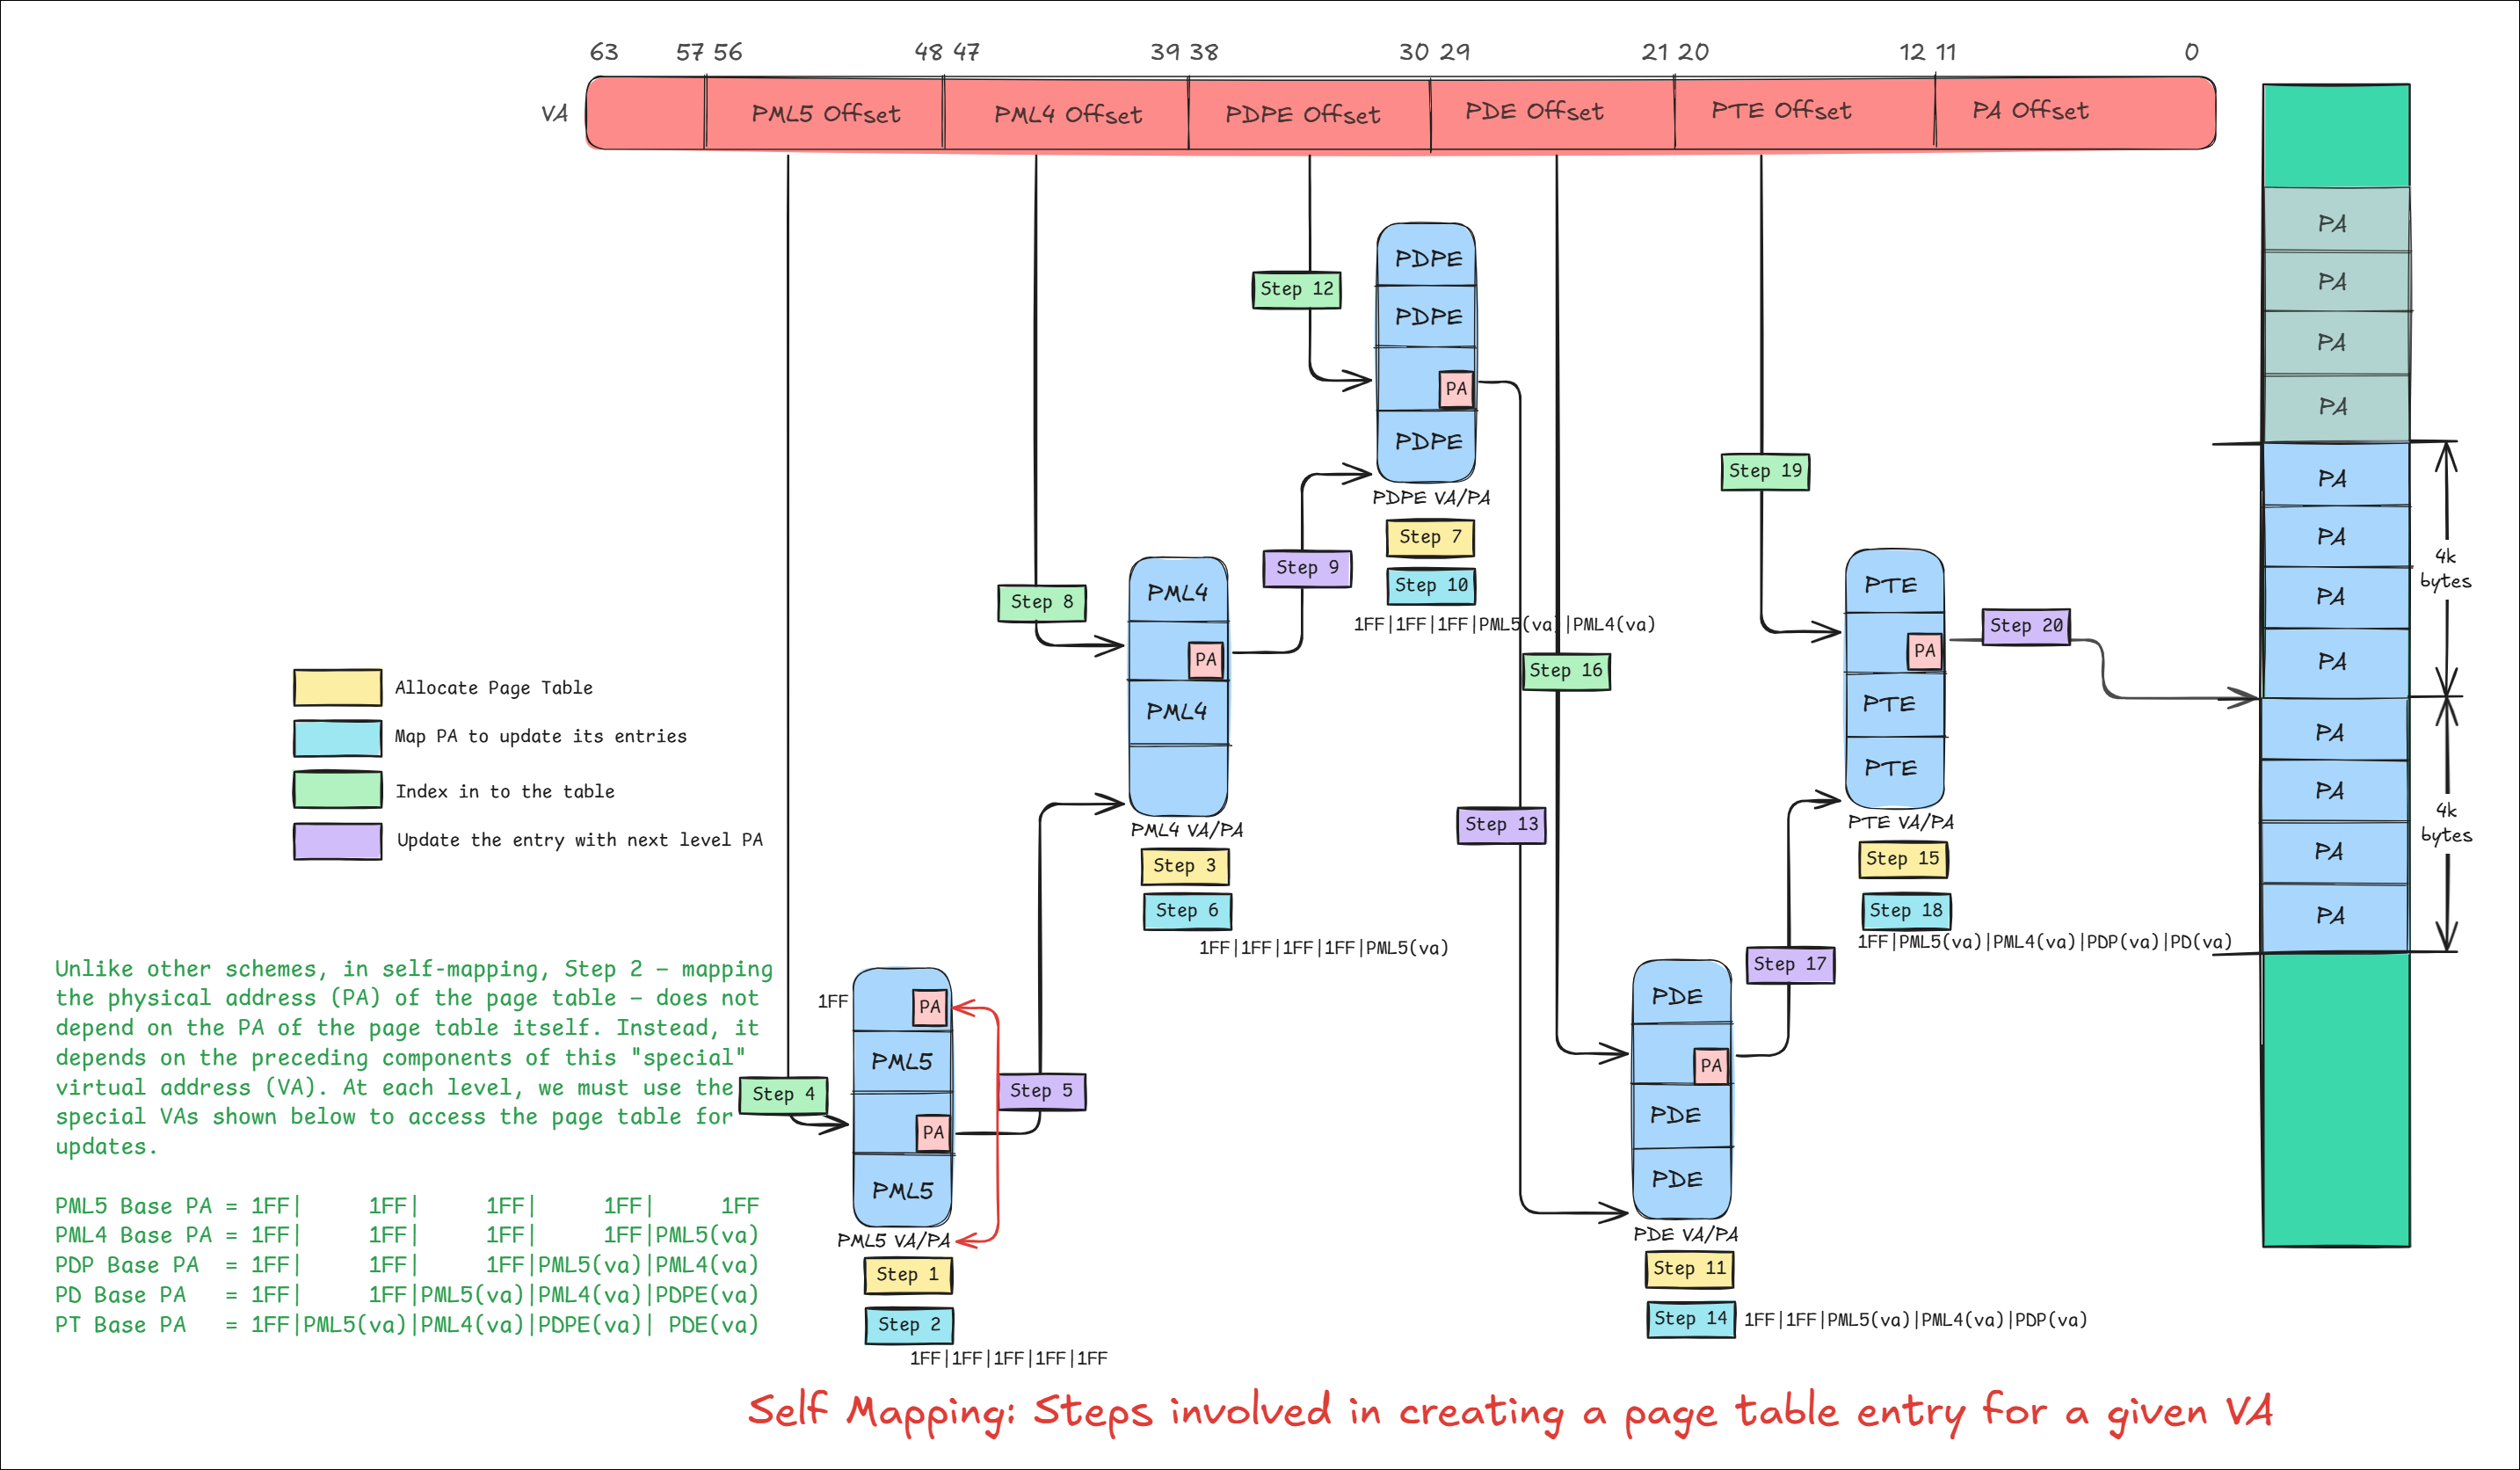 63 57 56 48 47 39 38 30 29 21 20 12 11 0
VA PML5 Offset PML4 Offset PDPE Offset PDE Offset PTE Offset PA Offset
PDPE
PDPE
PA
PDPE
PDPE VA/PA
Step 12
Step 7
Step 10
1FF|1FF|1FF|PML5(va)|PML4(va)
Step 9
Step 8
PML4
PA
PML4
PML4 VA/PA
Step 3
Step 6
1FF|1FF|1FF|1FF|PML5(va)
Step 19
Step 16
Step 13
PTE
PA
PTE
PTE
PTE VA/PA
Step 20
Step 15
Step 18
1FF|PML5(va)|PML4(va)|PDP(va)|PD(va)
Step 17
PA
PA
PA
PA
PA
PA
PA
PA
PA
PA
PA
PA
4k
bytes
4k
bytes
Allocate Page Table
Map PA to update its entries
Index in to the table
Update the entry with next level PA
Unlike other schemes, in self-mapping, Step 2 – mapping
the physical address (PA) of the page table – does not
depend on the PA of the page table itself. Instead, it
depends on the preceding components of this "special"
virtual address (VA). At each level, we must use the
special VAs shown below to access the page table for
updates.
PML5 Base PA = 1FF| 1FF| 1FF| 1FF| 1FF
PML4 Base PA = 1FF| 1FF| 1FF| 1FF|PML5(va)
PDP Base PA = 1FF| 1FF| 1FF|PML5(va)|PML4(va)
PD Base PA = 1FF| 1FF|PML5(va)|PML4(va)|PDPE(va)
PT Base PA = 1FF|PML5(va)|PML4(va)|PDPE(va)| PDE(va)
Step 4
1FF
PA
PML5
PA
PML5
PML5 VA/PA
Step 5
Step 1
Step 2
1FF|1FF|1FF|1FF|1FF
PDE
PA
PDE
PDE
PDE VA/PA
Step 11
Step 14
1FF|1FF|PML5(va)|PML4(va)|PDP(va)
Self Mapping: Steps involved in creating a page table entry for a given VA